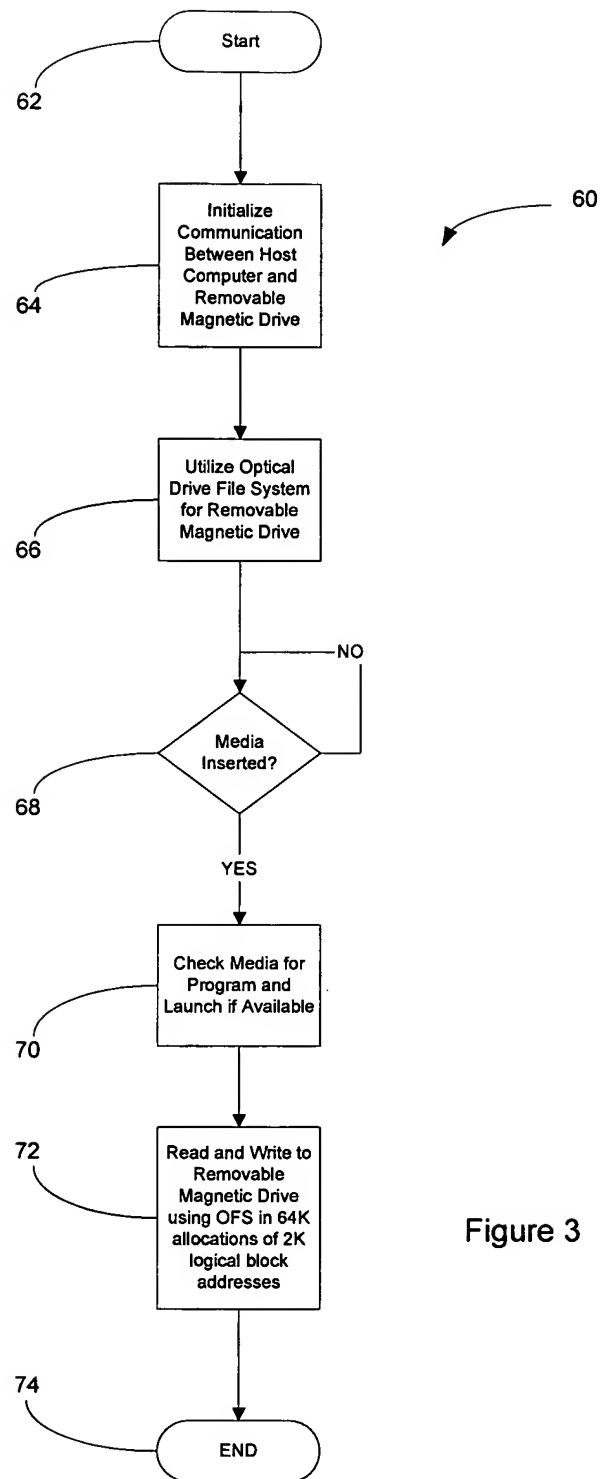 Start
62
60
Initialize
Communication
Between Host
Computer and
Removable
Magnetic Drive
64
Utilize Optical
Drive File System
for Removable
Magnetic Drive
66
NO
Media
Inserted?
68
YES
Check Media for
Program and
Launch if Available
70
72
Read and Write to
Removable
Magnetic Drive
using OFS in 64K
allocations of 2K
logical block
addresses
Figure 3
74
END